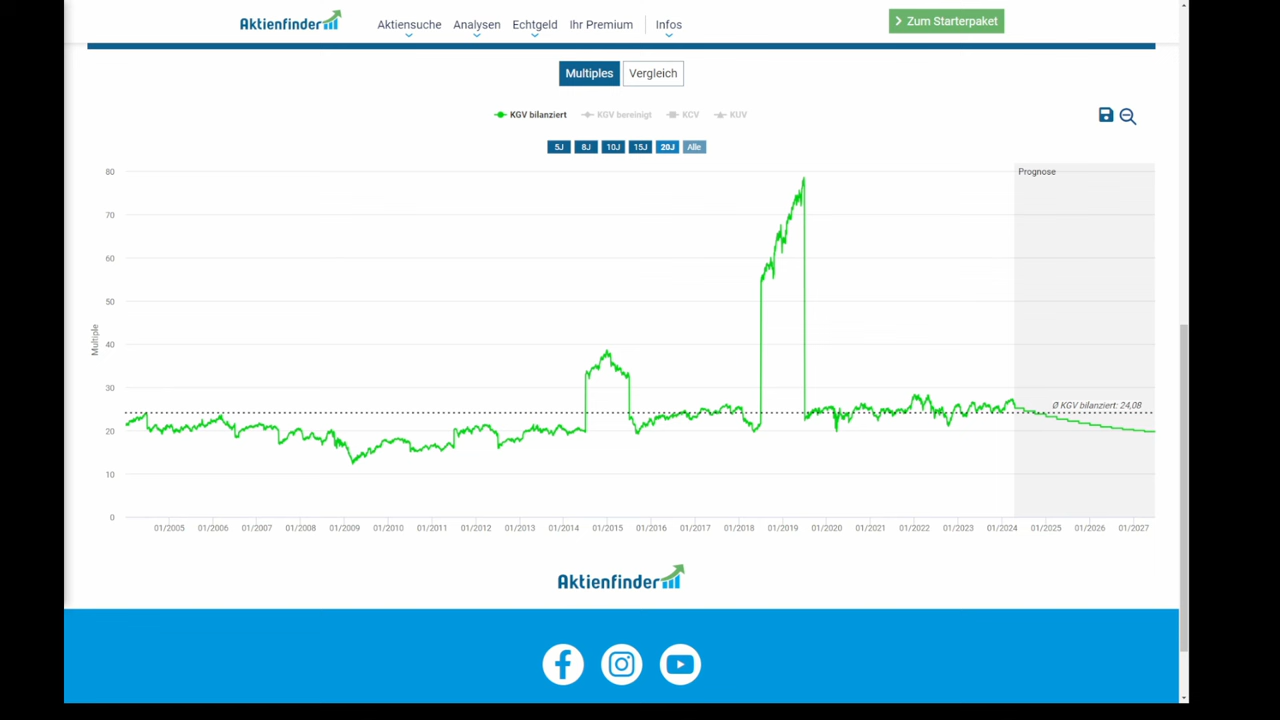 Aktienfinder Aktiensuche Analysen Echtgeld Ihr Premium Infos Zum Starterpaket
Multiples Vergleich
KGV bilanziert KGV bereinigt KCV KUV
5J 8J 10J 15J 20J Alle
Prognose
80
70
60
50
40
30
20
10
0
Multiple
Ø KGV bilanziert: 24,08
01/2005 01/2006 01/2007 01/2008 01/2009 01/2010 01/2011 01/2012 01/2013 01/2014 01/2015 01/2016 01/2017 01/2018 01/2019 01/2020 01/2021 01/2022 01/2023 01/2024 01/2025 01/2026 01/2027
Aktienfinder